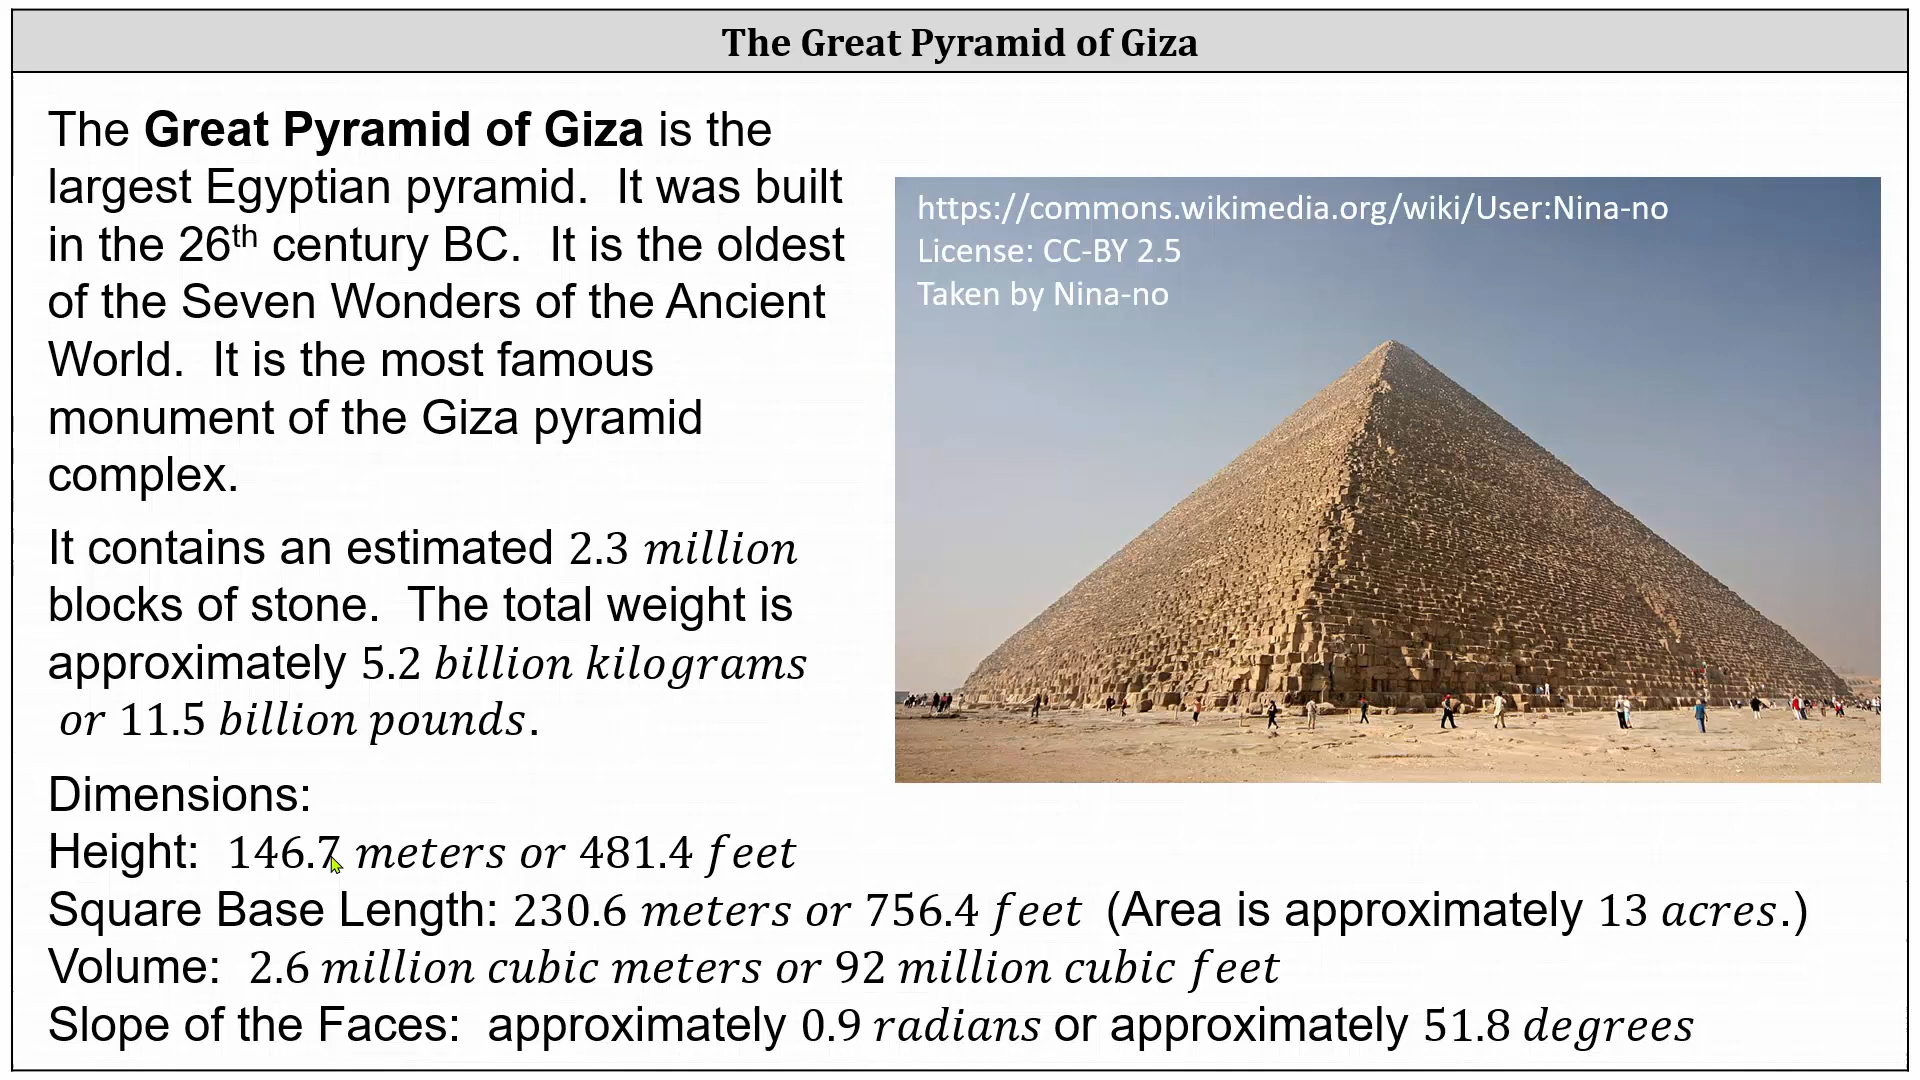 The Great Pyramid of Giza
The Great Pyramid of Giza is the
largest Egyptian pyramid. It was built
in the 26th century BC. It is the oldest
of the Seven Wonders of the Ancient
World. It is the most famous
monument of the Giza pyramid
complex.
It contains an estimated 2.3 million
blocks of stone. The total weight is
approximately 5.2 billion kilograms
or 11.5 billion pounds.
https://commons.wikimedia.org/wiki/User:Nina-no
License: CC-BY 2.5
Taken by Nina-no
Dimensions:
Height: 146.7 meters or 481.4 feet
Square Base Length: 230.6 meters or 756.4 feet (Area is approximately 13 acres.)
Volume: 2.6 million cubic meters or 92 million cubic feet
Slope of the Faces: approximately 0.9 radians or approximately 51.8 degrees